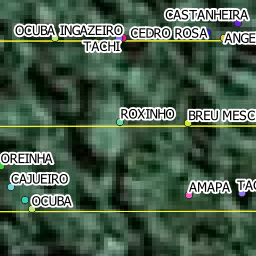 CASTANHEIRA
OCUBA INGAZEIRO CEDRO ROSA ANGE
TACHI
ROXINHO BREU MESC
OREINHA
CAJUEIRO AMAPA TAC
OCUBA